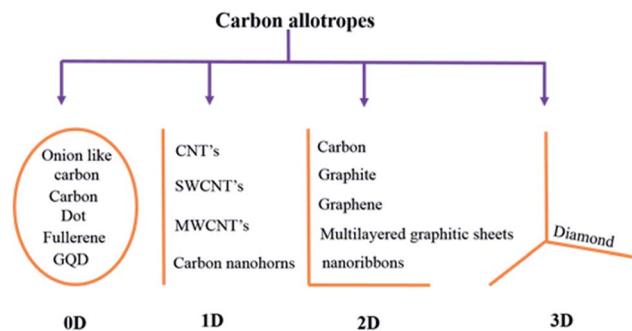 Carbon allotropes
Onion like
carbon
Carbon
Dot
Fullerene
GQD
CNT's
SWCNT's
MWCNT's
Carbon nanohorns
Carbon
Graphite
Graphene
Multilayered graphitic sheets
nanoribbons
Diamond
0D
1D
2D
3D